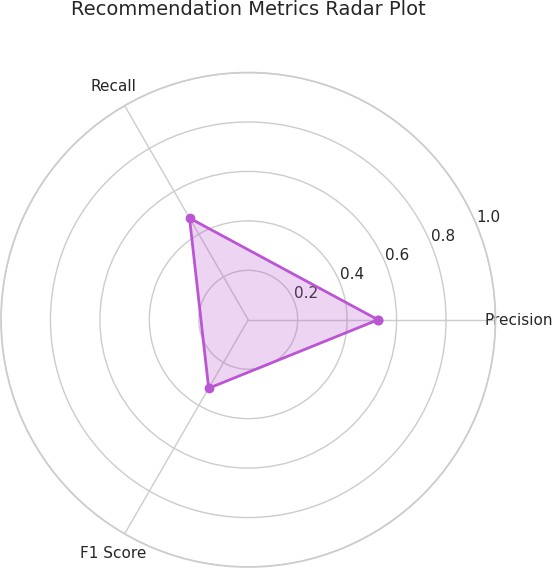 Recommendation Metrics Radar Plot
Recall
1.0
0.8
0.6
0.4
0.2
Precision
F1 Score